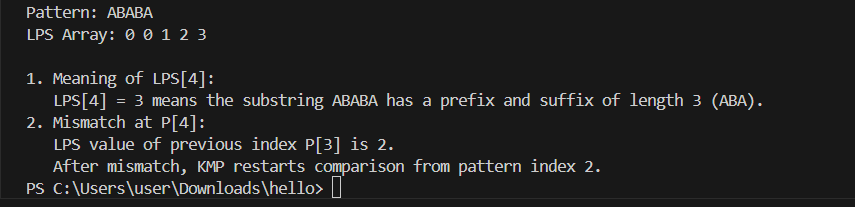 Pattern: ABABA
LPS Array: 0 0 1 2 3
1. Meaning of LPS[4]:
LPS[4] = 3 means the substring ABABA has a prefix and suffix of length 3 (ABA).
2. Mismatch at P[4]:
LPS value of previous index P[3] is 2.
After mismatch, KMP restarts comparison from pattern index 2.
PS C:\Users\user\Downloads\hello>